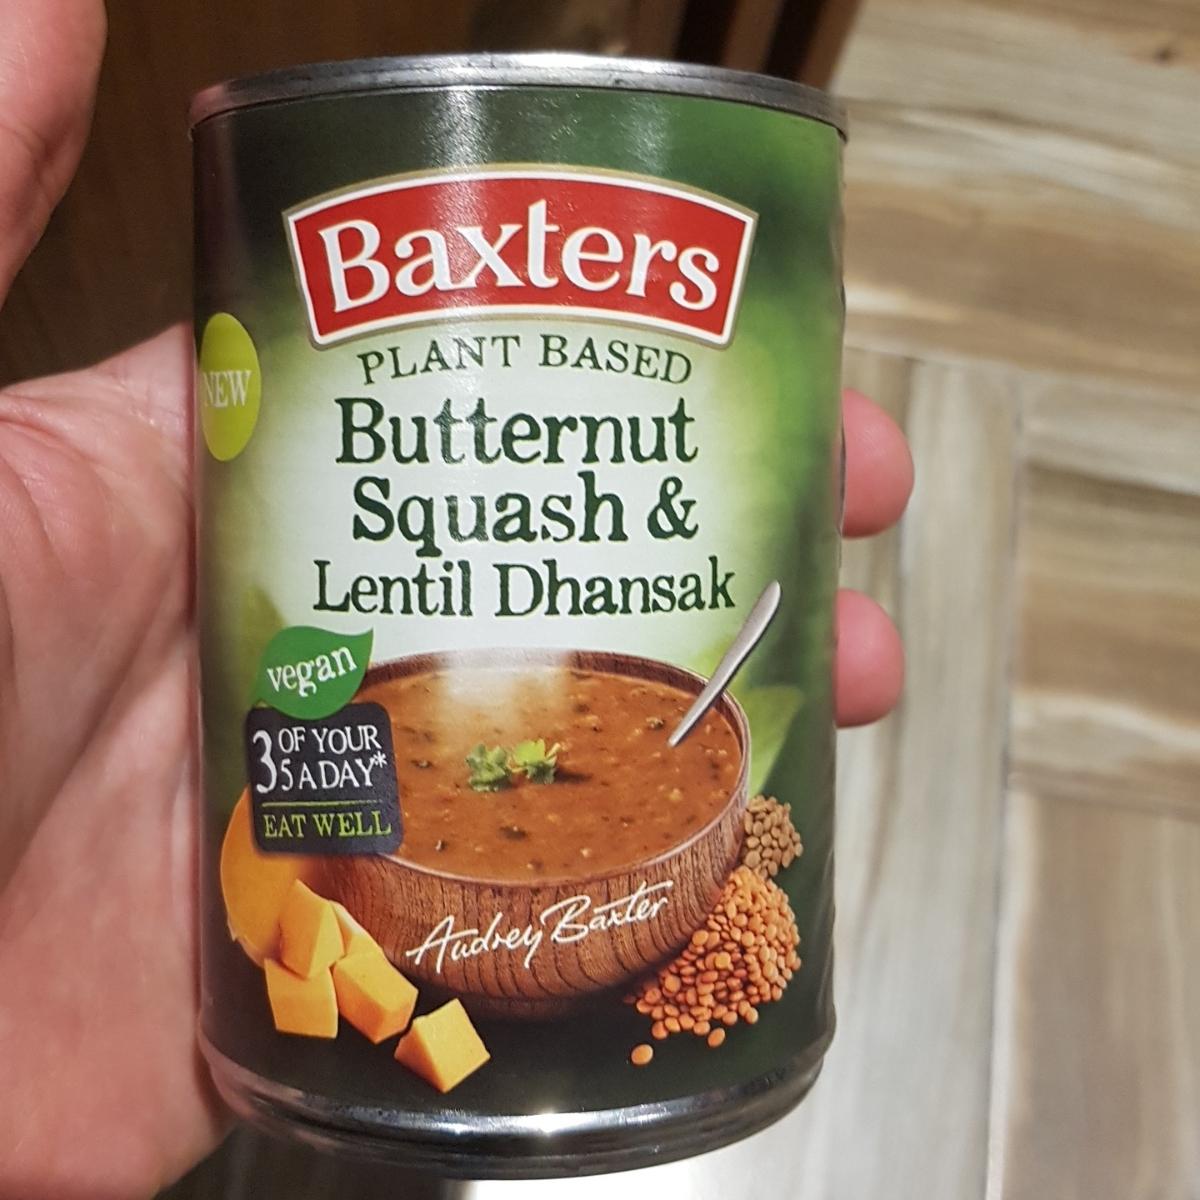 Baxters
PLANT BASED
NEW
Butternut
Squash &
Lentil Dhansak
vegan
3 OF YOUR
5 A DAY*
EAT WELL
Audrey Baxter